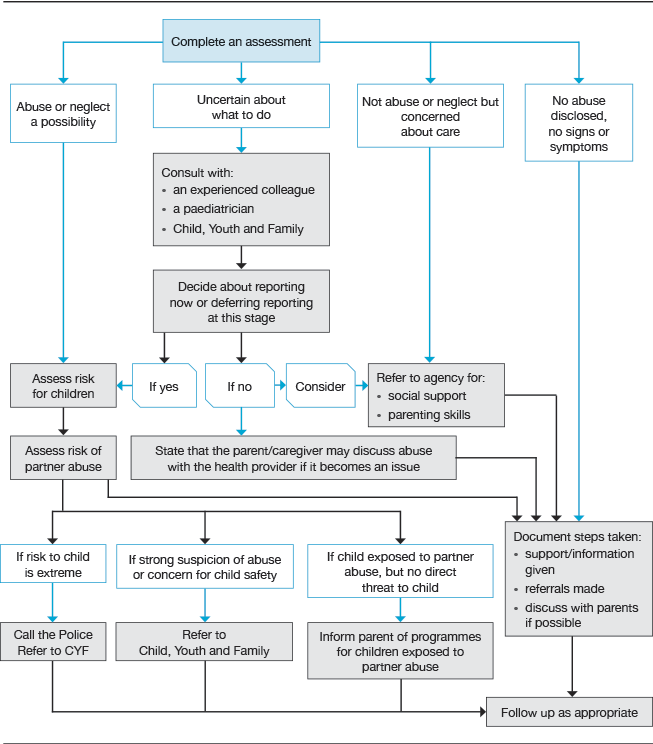 Complete an assessment
Abuse or neglect
a possibility
Uncertain about
what to do
Not abuse or neglect but
concerned
about care
No abuse
disclosed,
no signs or
symptoms
Consult with:
• an experienced colleague
• a paediatrician
• Child, Youth and Family
Decide about reporting
now or deferring reporting
at this stage
Assess risk
for children
If yes
If no
Consider
Refer to agency for:
• social support
• parenting skills
Assess risk of
partner abuse
State that the parent/caregiver may discuss abuse
with the health provider if it becomes an issue
If risk to child
is extreme
If strong suspicion of abuse
or concern for child safety
If child exposed to partner
abuse, but no direct
threat to child
Document steps taken:
• support/information
given
• referrals made
• discuss with parents
if possible
Call the Police
Refer to CYF
Refer to
Child, Youth and Family
Inform parent of programmes
for children exposed to
partner abuse
Follow up as appropriate